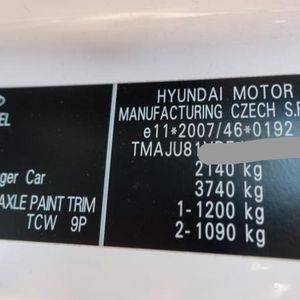 HYUNDAI MOTOR
MANUFACTURING CZECH S.R
e11*2007/46*0192
TMAJU81
2140 kg
3740 kg
1- 1200 kg
2- 1090 kg
EL
ger Car
AXLE PAINT TRIM
TCW 9P